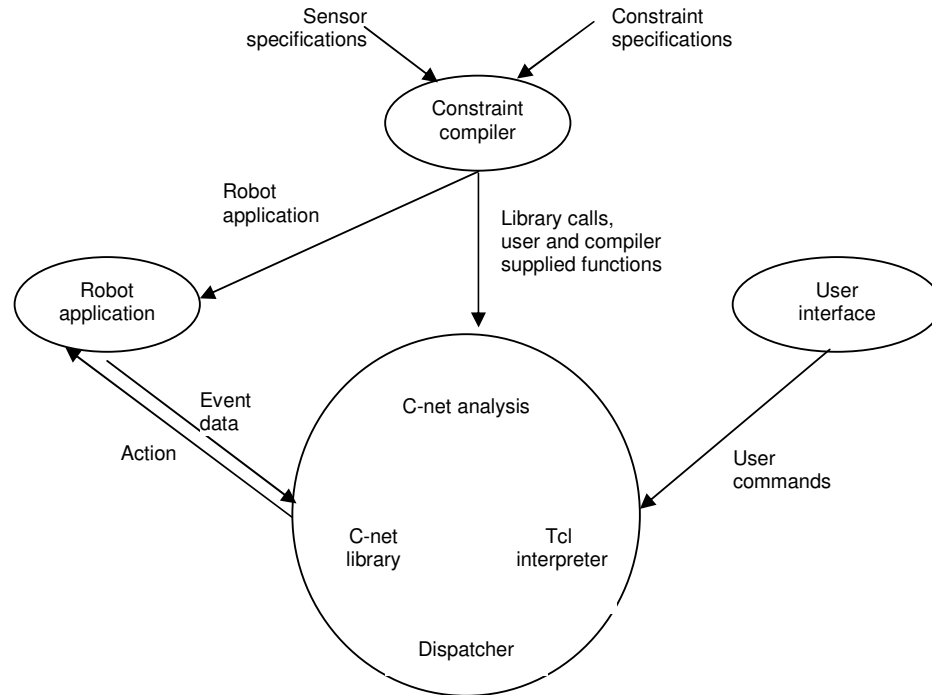 Sensor
specifications
Constraint
specifications
Constraint
compiler
Robot
application
Library calls,
user and compiler
supplied functions
Robot
application
User
interface
C-net analysis
Event
data
Action
User
commands
C-net
library
Tcl
interpreter
Dispatcher